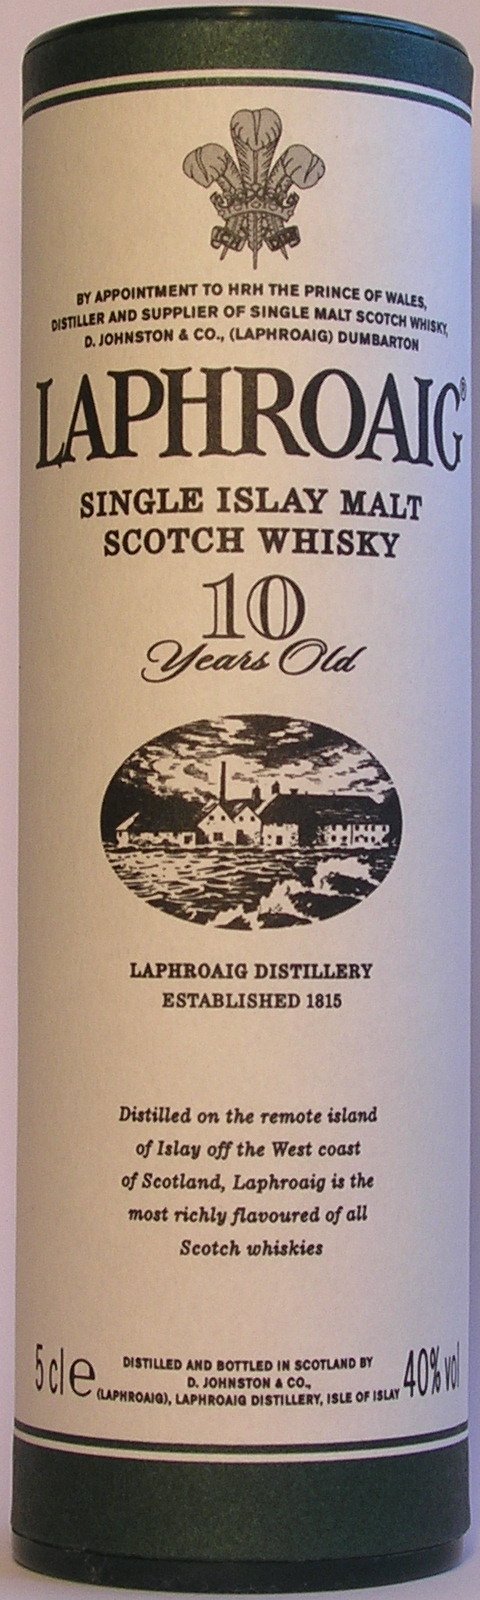 BY APPOINTMENT TO HRH THE PRINCE OF WALES,
DISTILLER AND SUPPLIER OF SINGLE MALT SCOTCH WHISKY,
D. JOHNSTON & CO., (LAPHROAIG) DUMBARTON
LAPHROAIG®
SINGLE ISLAY MALT
SCOTCH WHISKY
10
Years Old
LAPHROAIG DISTILLERY
ESTABLISHED 1815
Distilled on the remote island
of Islay off the West coast
of Scotland, Laphroaig is the
most richly flavoured of all
Scotch whiskies
5 cl e
DISTILLED AND BOTTLED IN SCOTLAND BY
D. JOHNSTON & CO.,
(LAPHROAIG), LAPHROAIG DISTILLERY, ISLE OF ISLAY
40% vol